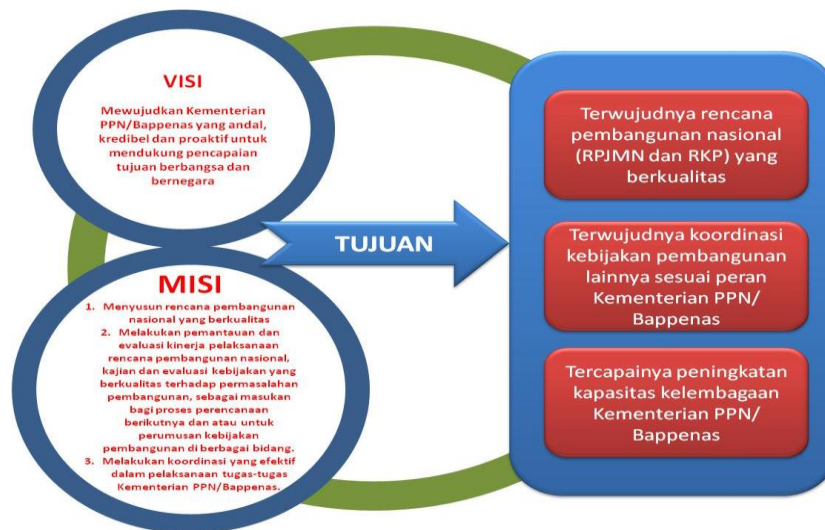 VISI
Mewujudkan Kementerian
PPN/Bappenas yang andal,
kredibel dan proaktif untuk
mendukung pencapaian
tujuan berbangsa dan
bernegara
MISI
1. Menyusun rencana pembangunan
nasional yang berkualitas
2. Melakukan pemantauan dan
evaluasi kinerja pelaksanaan
rencana pembangunan nasional,
kajian dan evaluasi kebijakan yang
berkualitas terhadap permasalahan
pembangunan, sebagai masukan
bagi proses perencanaan
berikutnya dan atau untuk
perumusan kebijakan
pembangunan di berbagai bidang.
3. Melakukan koordinasi yang efektif
dalam pelaksanaan tugas-tugas
Kementerian PPN/Bappenas.
TUJUAN
Terwujudnya rencana
pembangunan nasional
(RPJMN dan RKP) yang
berkualitas
Terwujudnya koordinasi
kebijakan pembangunan
lainnya sesuai peran
Kementerian PPN/
Bappenas
Tercapainya peningkatan
kapasitas kelembagaan
Kementerian PPN/
Bappenas